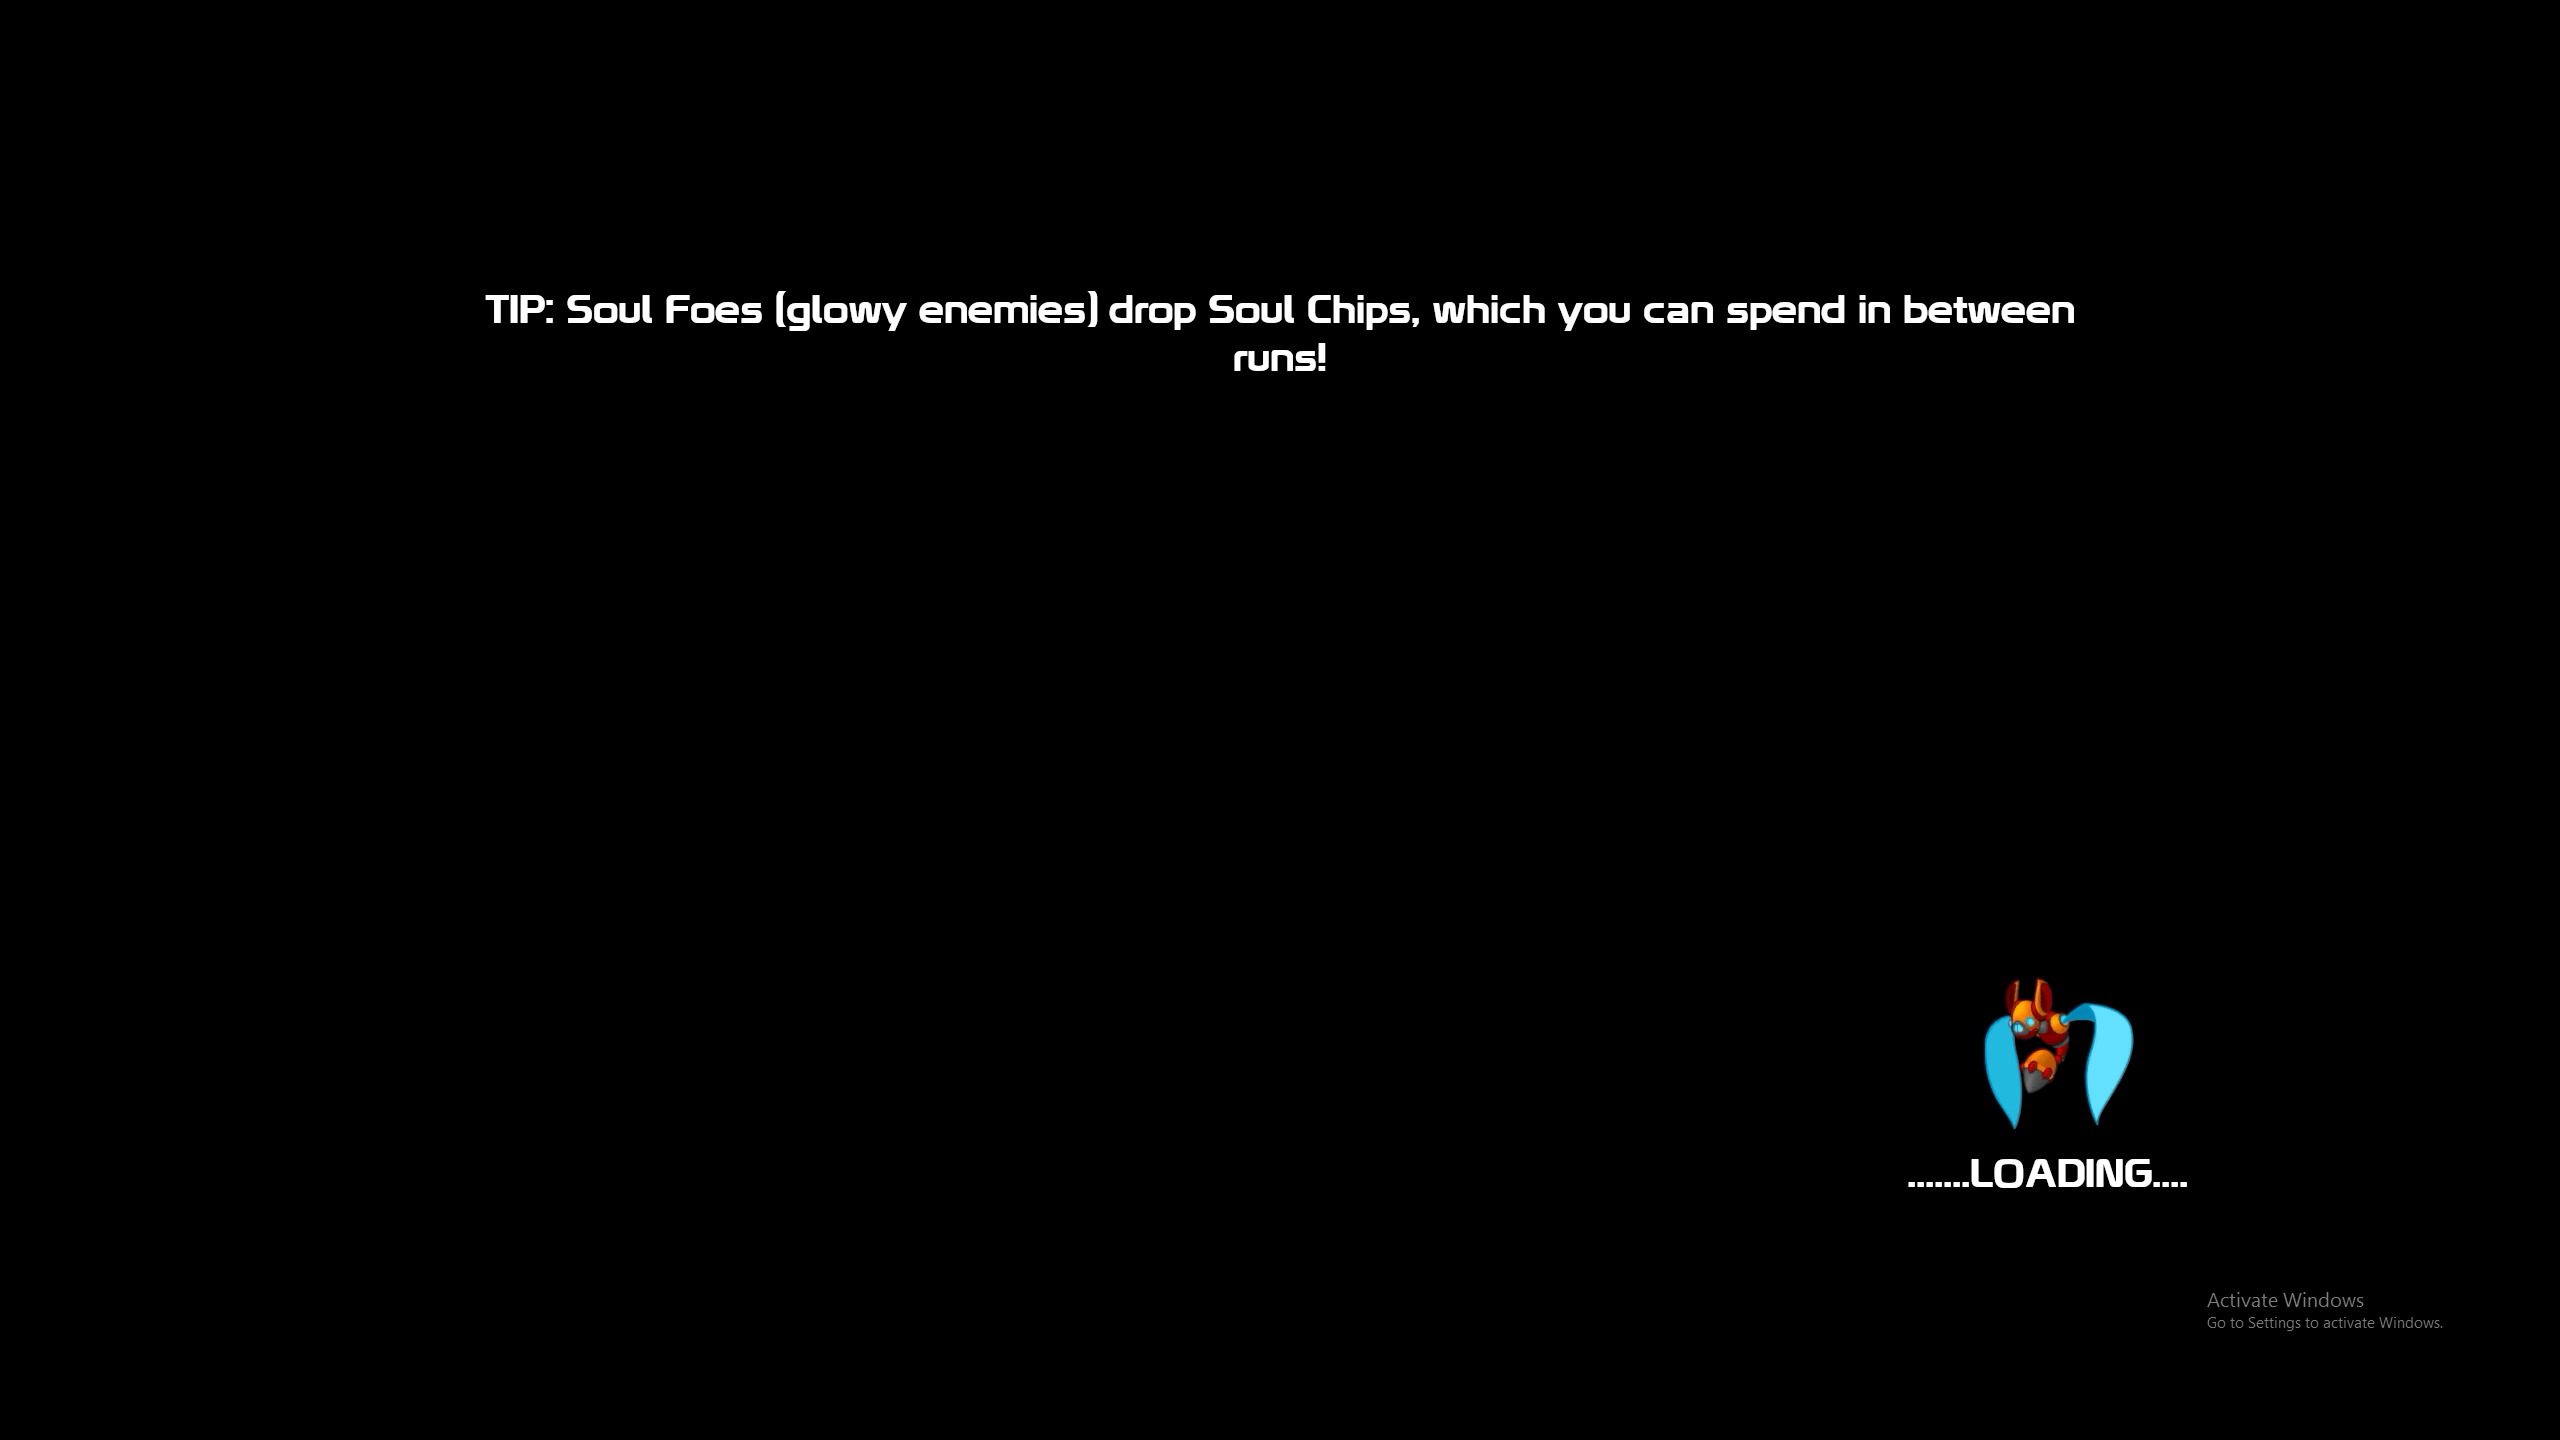 TIP: Soul Foes (glowy enemies) drop Soul Chips, which you can spend in between
runs!
.......LOADING....
Activate Windows
Go to Settings to activate Windows.